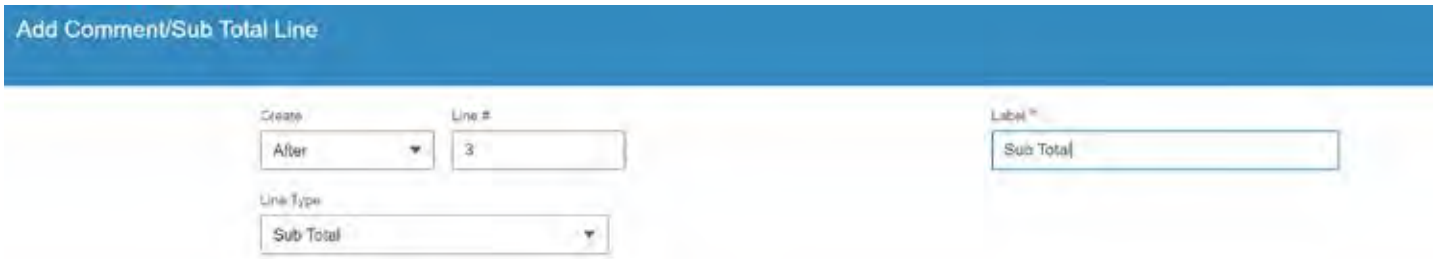 Add Comment/Sub Total Line
Create Line # Label *
After 3 Sub Total
Line Type
Sub Total